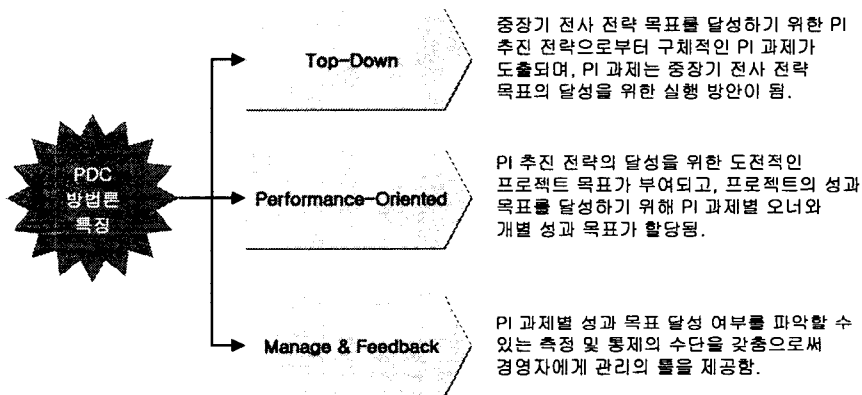 PDC
방법론
특징
Top-Down
중장기 전사 전략 목표를 달성하기 위한 PI
추진 전략으로부터 구체적인 PI 과제가
도출되며, PI 과제는 중장기 전사 전략
목표의 달성을 위한 실행 방안이 됨.
Performance-Oriented
PI 추진 전략의 달성을 위한 도전적인
프로젝트 목표가 부여되고, 프로젝트의 성과
목표를 달성하기 위해 PI 과제별 오너와
개별 성과 목표가 할당됨.
Manage & Feedback
PI 과제별 성과 목표 달성 여부를 파악할 수
있는 측정 및 통제의 수단을 갖춤으로써
경영자에게 관리의 툴을 제공함.